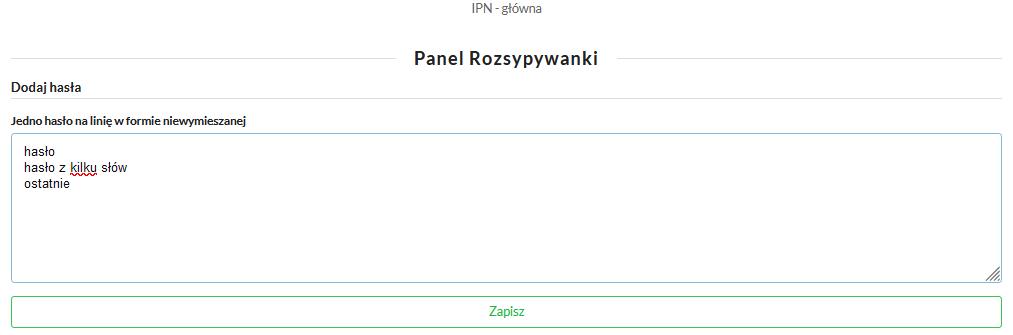 IPN - główna
Panel Rozsypywanki
Dodaj hasła
Jedno hasło na linię w formie niewymieszanej
hasło
hasło z kilku słów
ostatnie
Zapisz